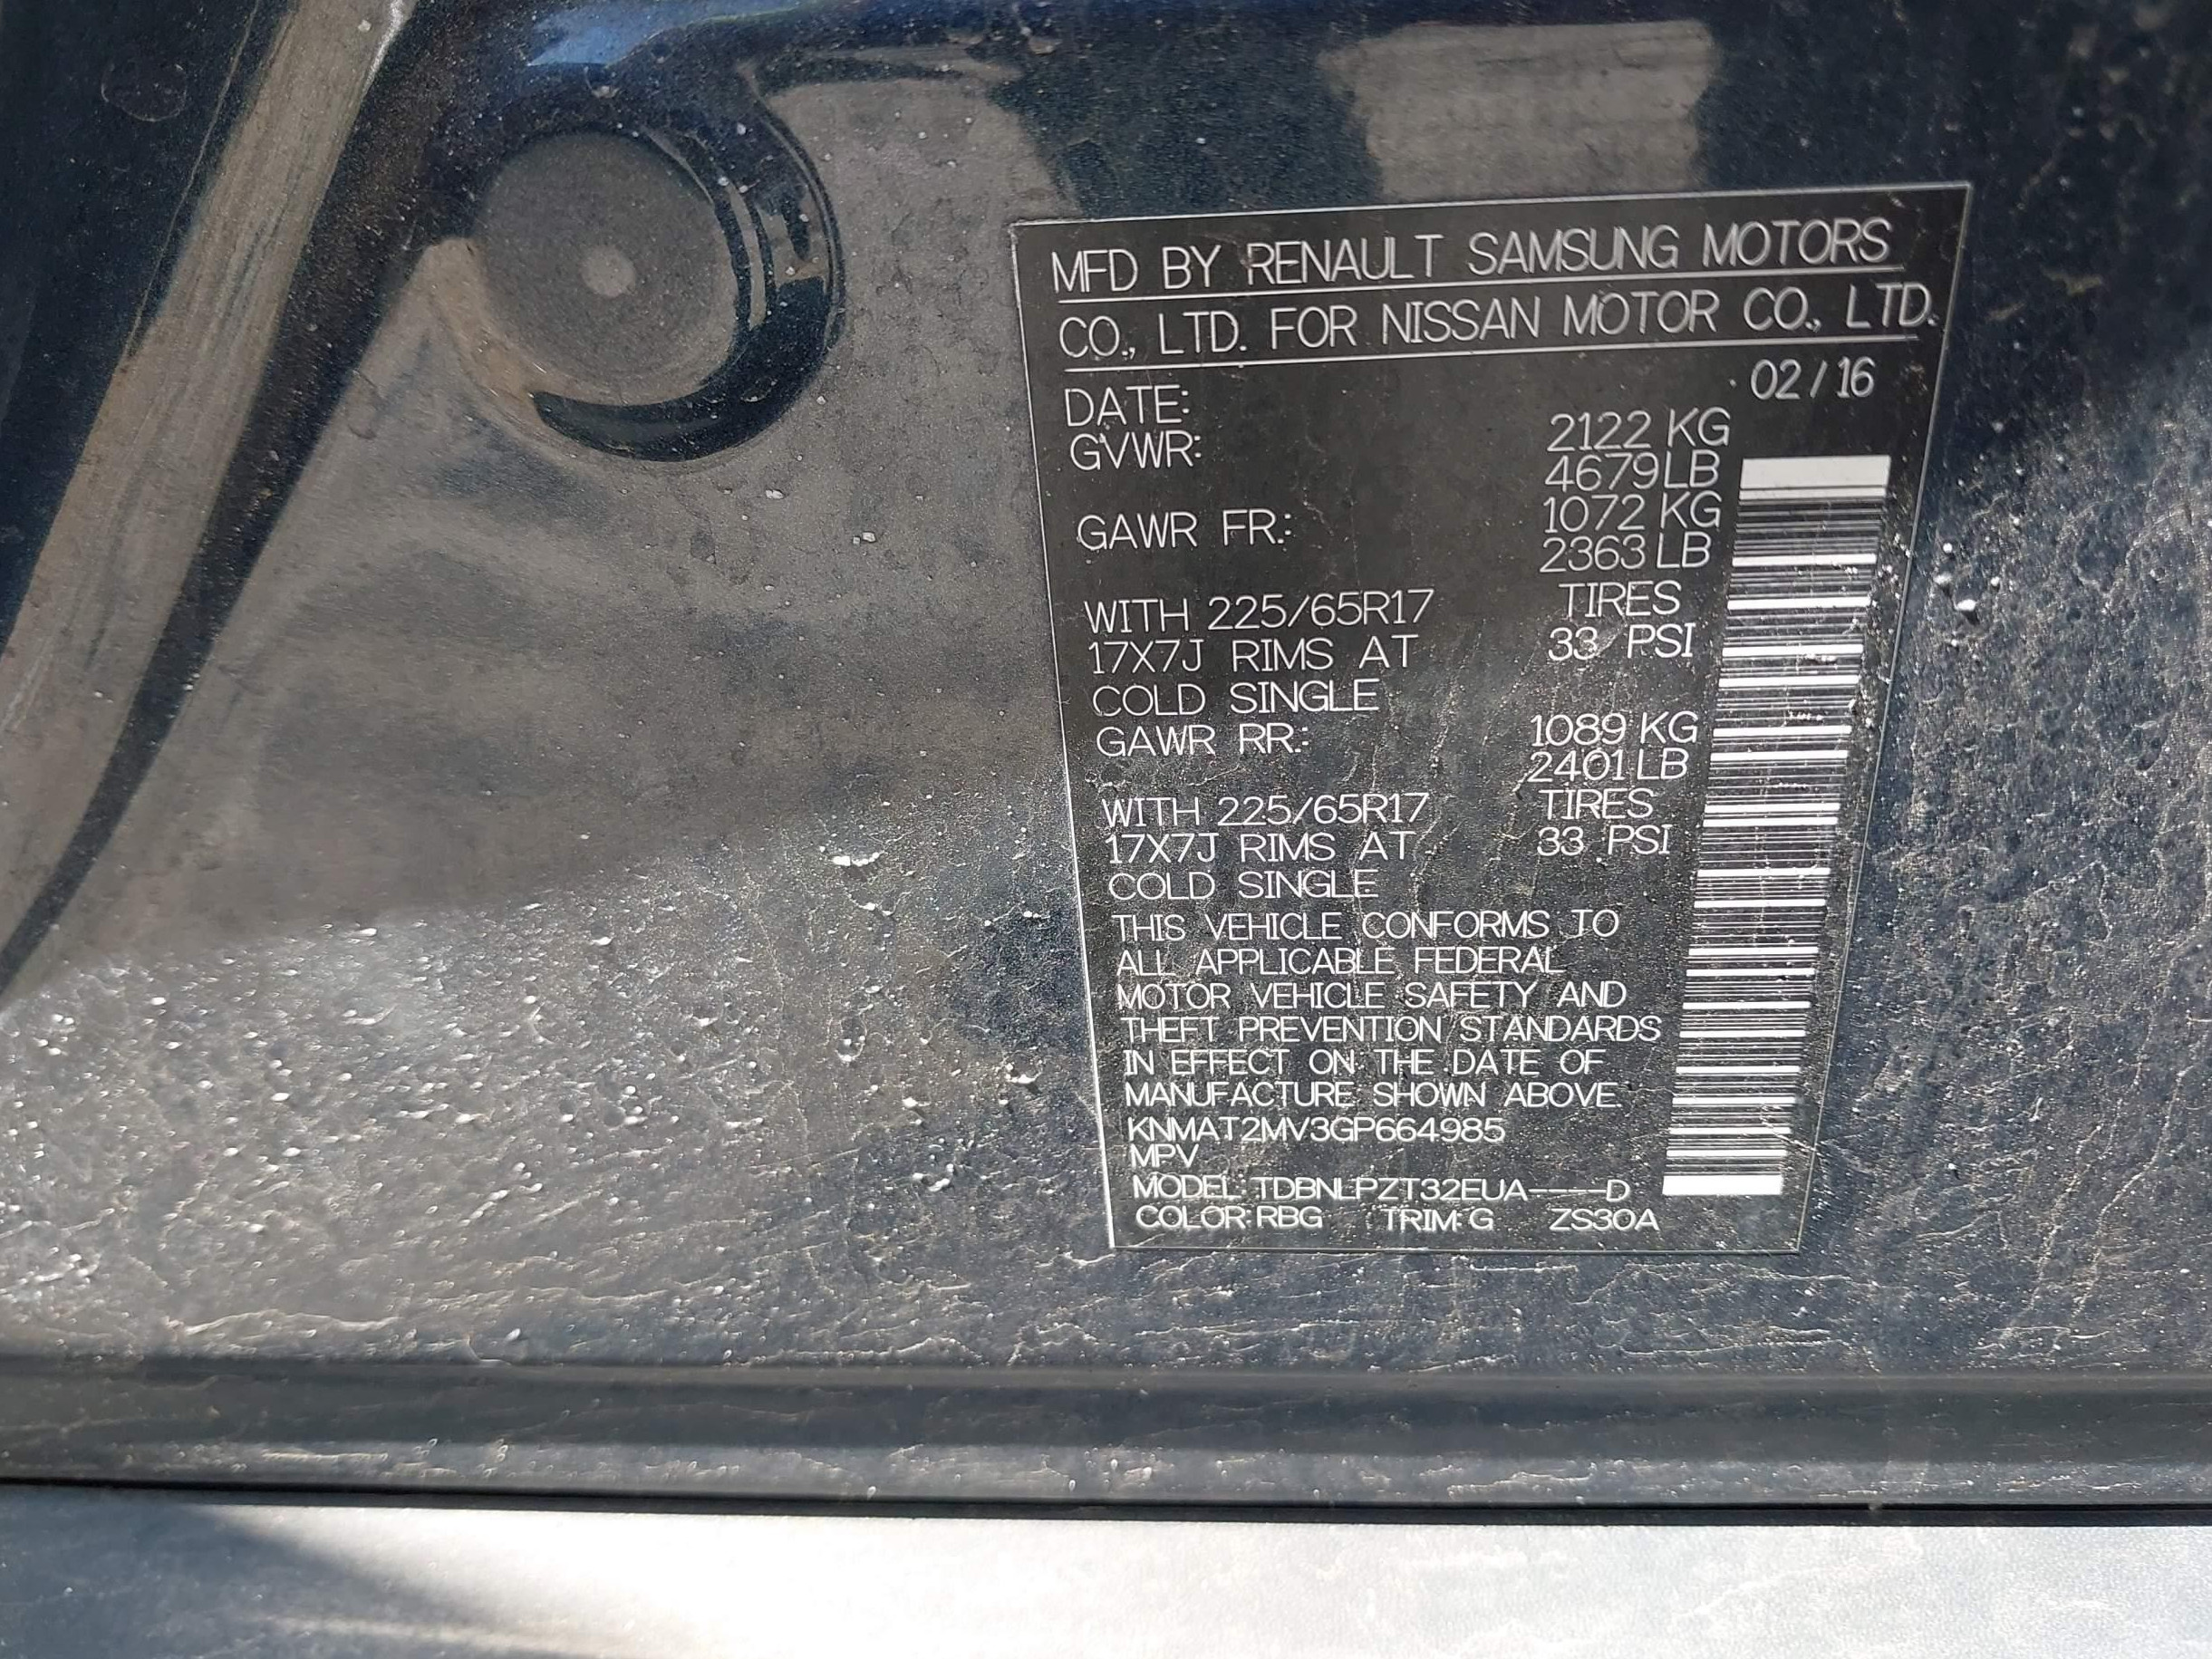 MFD BY RENAULT SAMSUNG MOTORS
CO., LTD. FOR NISSAN MOTOR CO., LTD.
DATE: 02/16
GVWR: 2122 KG
4679LB
GAWR FR.: 1072 KG
2363LB
WITH 225/65R17 TIRES
17X7J RIMS AT 33 PSI
COLD SINGLE
GAWR RR.: 1089 KG
2401LB
WITH 225/65R17 TIRES
17X7J RIMS AT 33 PSI
COLD SINGLE
THIS VEHICLE CONFORMS TO
ALL APPLICABLE FEDERAL
MOTOR VEHICLE SAFETY AND
THEFT PREVENTION STANDARDS
IN EFFECT ON THE DATE OF
MANUFACTURE SHOWN ABOVE.
KNMAT2MV3GP664985
MPV
MODEL: TDBNLPZT32EUA----D
COLOR:RBG TRIM:G ZS30A